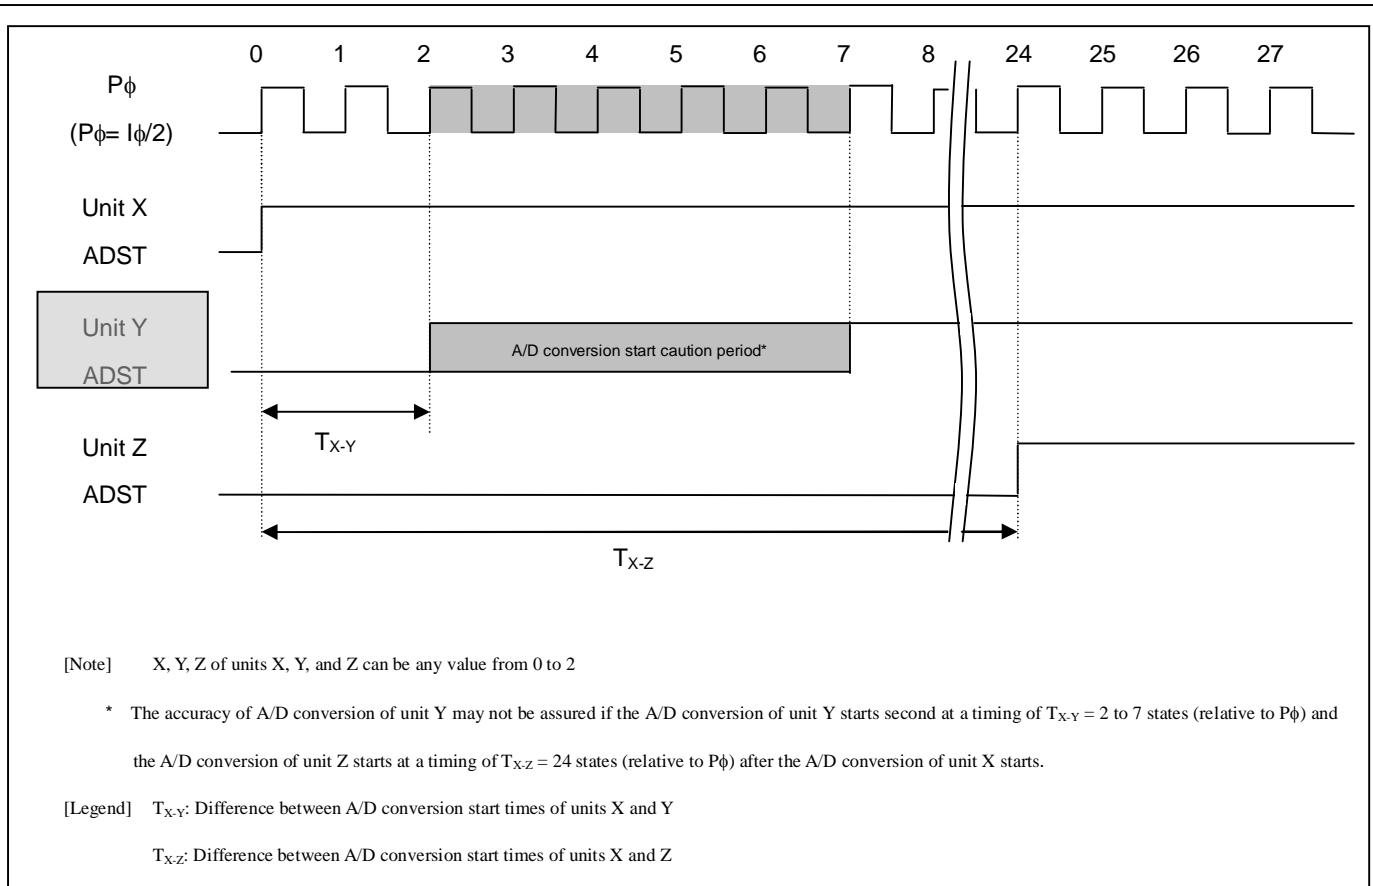 0 1 2 3 4 5 6 7 8 24 25 26 27
Pφ
(Pφ= Iφ/2)
Unit X
ADST
Unit Y
A/D conversion start caution period*
ADST
TX-Y
Unit Z
ADST
TX-Z
[Note] X, Y, Z of units X, Y, and Z can be any value from 0 to 2
* The accuracy of A/D conversion of unit Y may not be assured if the A/D conversion of unit Y starts second at a timing of TX-Y = 2 to 7 states (relative to Pφ) and
the A/D conversion of unit Z starts at a timing of TX-Z = 24 states (relative to Pφ) after the A/D conversion of unit X starts.
[Legend] TX-Y: Difference between A/D conversion start times of units X and Y
TX-Z: Difference between A/D conversion start times of units X and Z